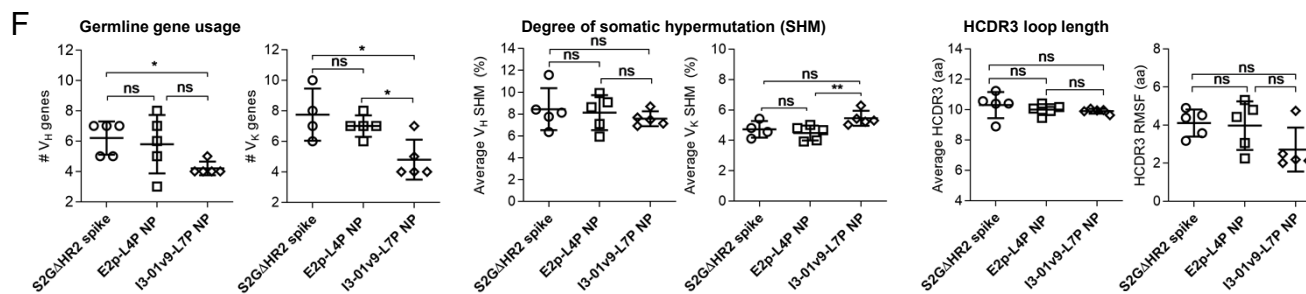 F
Germline gene usage
Degree of somatic hypermutation (SHM)
HCDR3 loop length
# VH genes
12
10
8
6
4
2
*
ns
ns
S2GΔHR2 spike
E2p-L4P NP
I3-01v9-L7P NP
# VK genes
12
10
8
6
4
2
*
ns
*
S2GΔHR2 spike
E2p-L4P NP
I3-01v9-L7P NP
Average VH SHM (%)
14
12
10
8
6
4
2
0
ns
ns
ns
S2GΔHR2 spike
E2p-L4P NP
I3-01v9-L7P NP
Average VK SHM (%)
12
10
8
6
4
2
0
ns
ns
**
S2GΔHR2 spike
E2p-L4P NP
I3-01v9-L7P NP
Average HCDR3 (aa)
14
12
10
8
6
4
ns
ns
ns
S2GΔHR2 spike
E2p-L4P NP
I3-01v9-L7P NP
HCDR3 RMSF (aa)
8
6
4
2
0
ns
ns
ns
S2GΔHR2 spike
E2p-L4P NP
I3-01v9-L7P NP